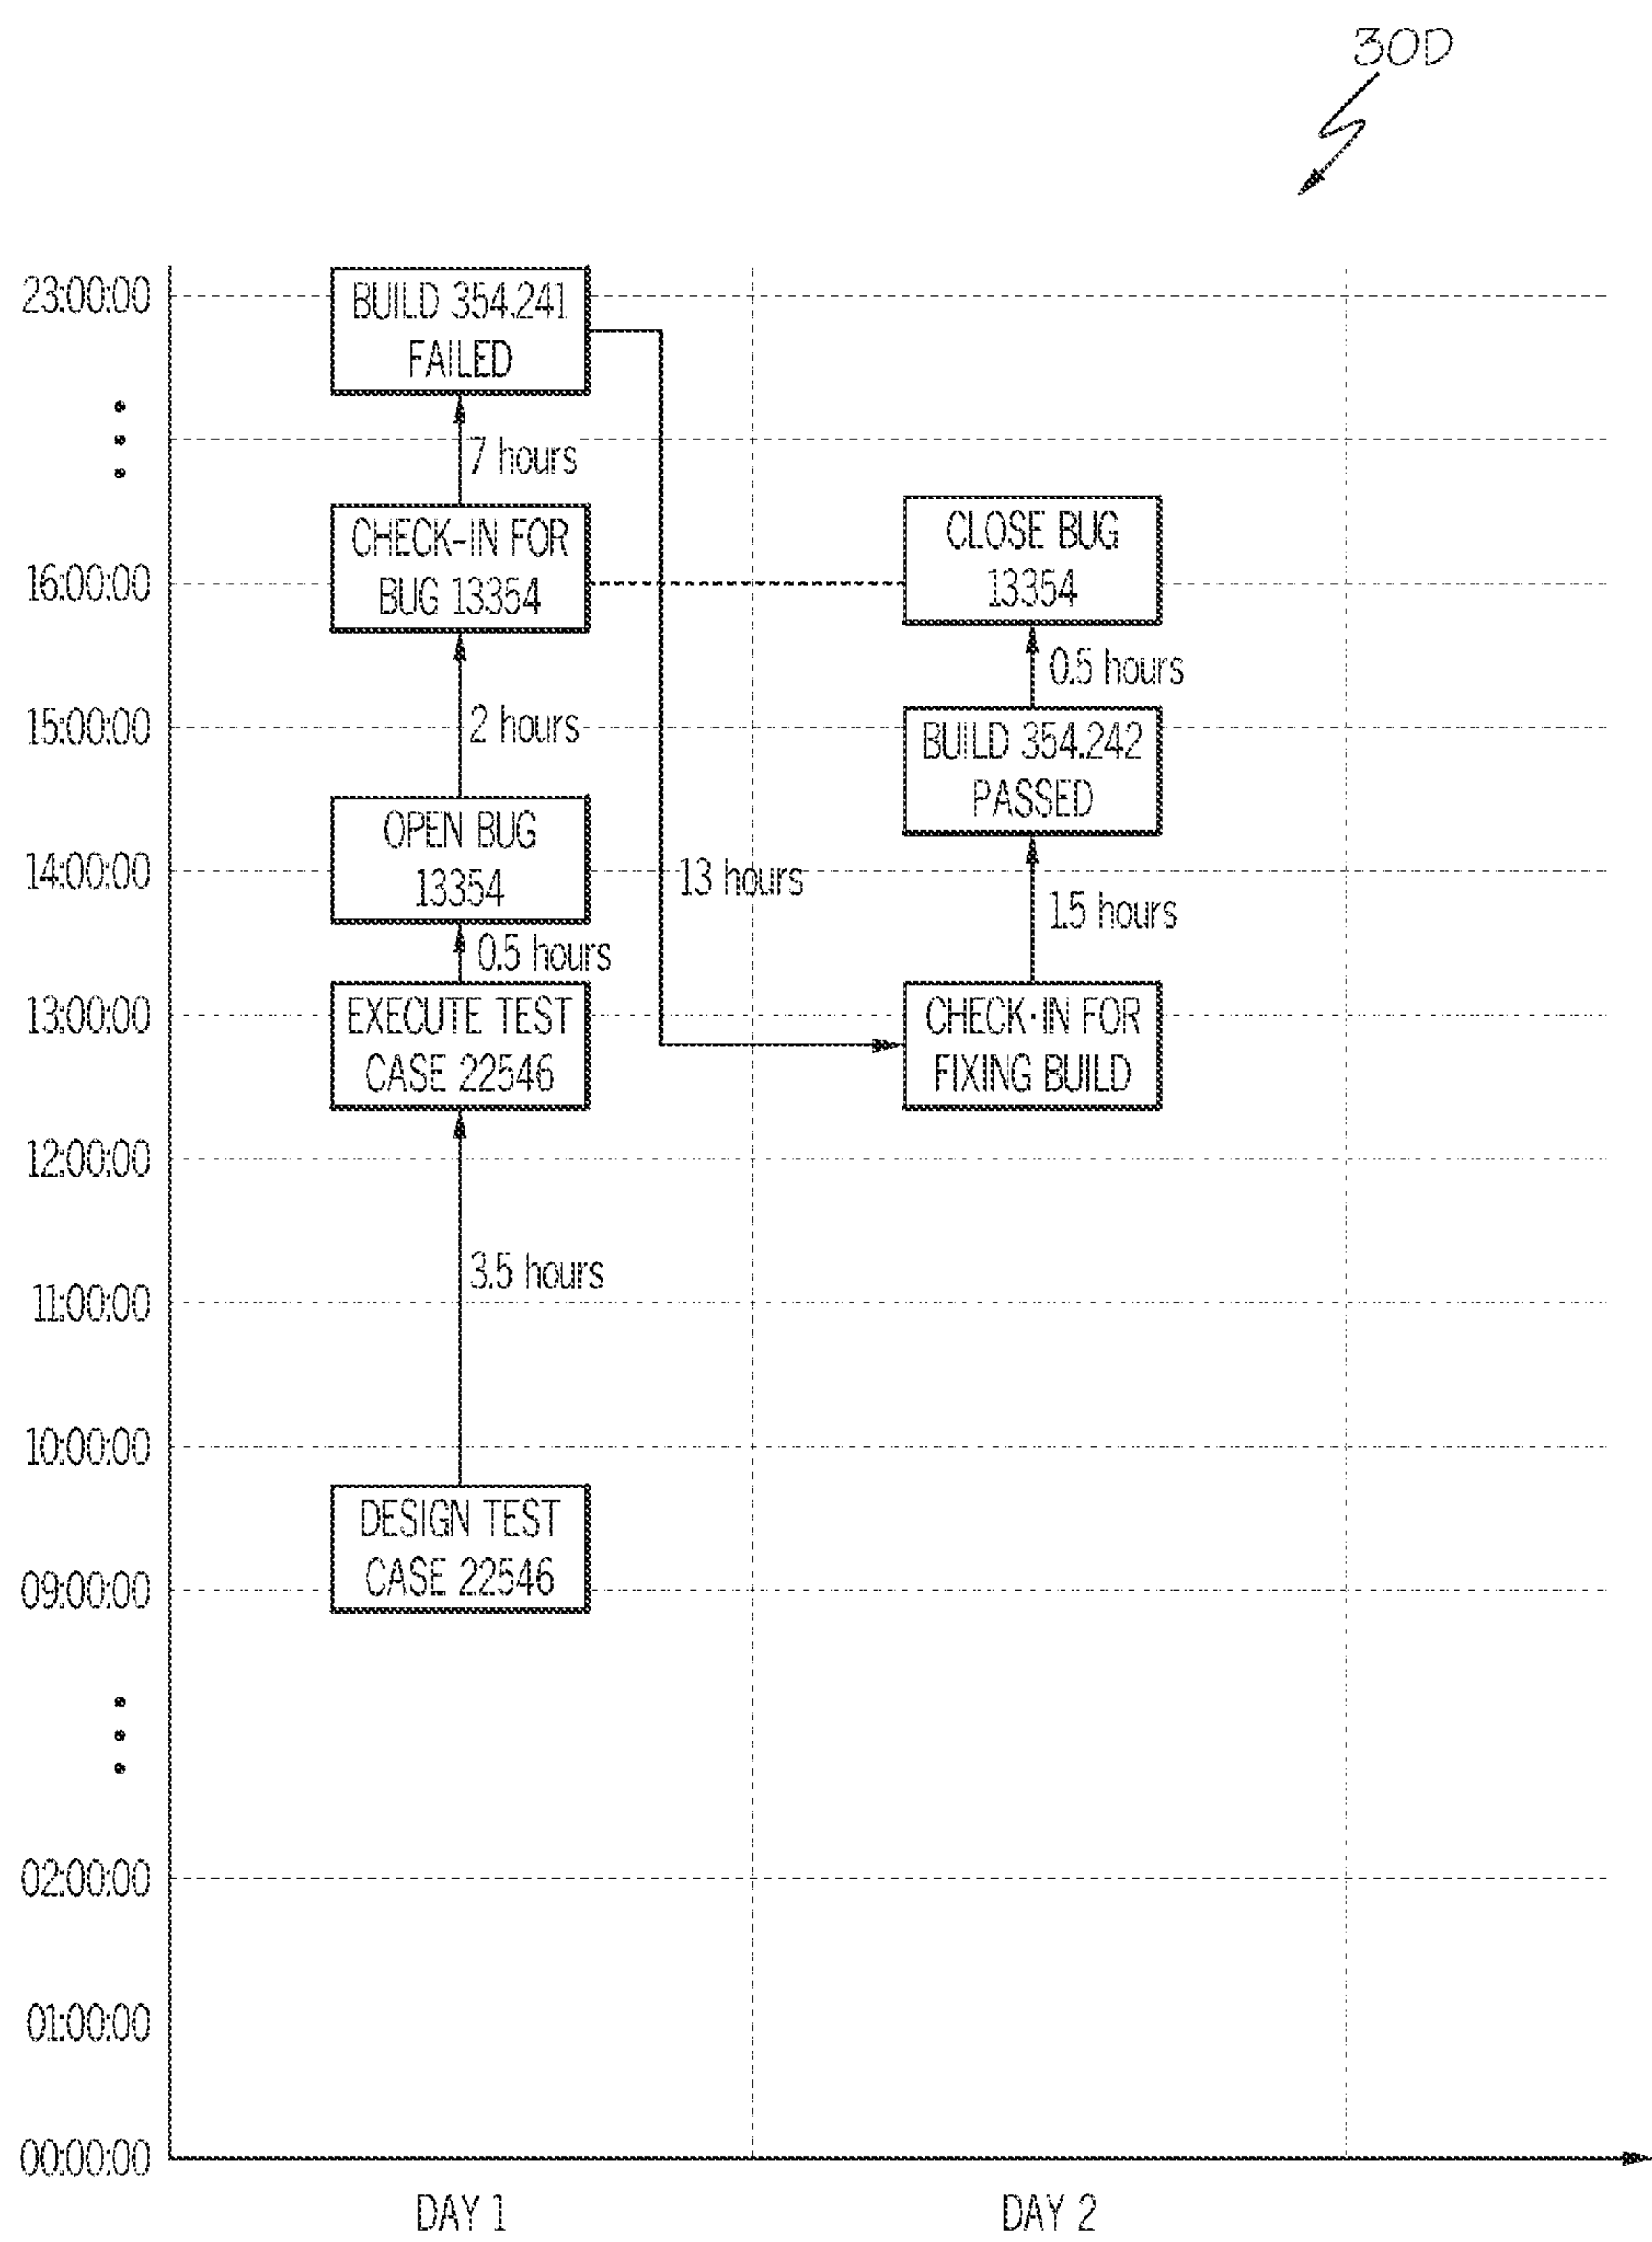 30D
23:00:00
BUILD 354.241
FAILED
7 hours
CHECK-IN FOR
BUG 13354
CLOSE BUG
13354
16:00:00
0.5 hours
2 hours
15:00:00
BUILD 354.242
PASSED
OPEN BUG
13354
14:00:00
13 hours
1.5 hours
0.5 hours
13:00:00
EXECUTE TEST
CASE 22546
CHECK-IN FOR
FIXING BUILD
12:00:00
3.5 hours
11:00:00
10:00:00
DESIGN TEST
CASE 22546
09:00:00
02:00:00
01:00:00
00:00:00
DAY 1
DAY 2